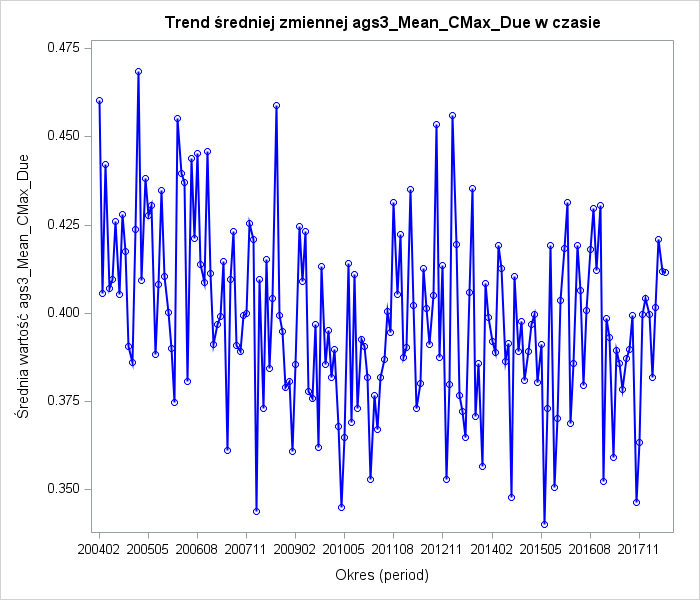 Trend średniej zmiennej ags3_Mean_CMax_Due w czasie
0.475
0.450
0.425
0.400
0.375
0.350
Średnia wartość ags3_Mean_CMax_Due
200402 200505 200608 200711 200902 201005 201108 201211 201402 201505 201608 201711
Okres (period)